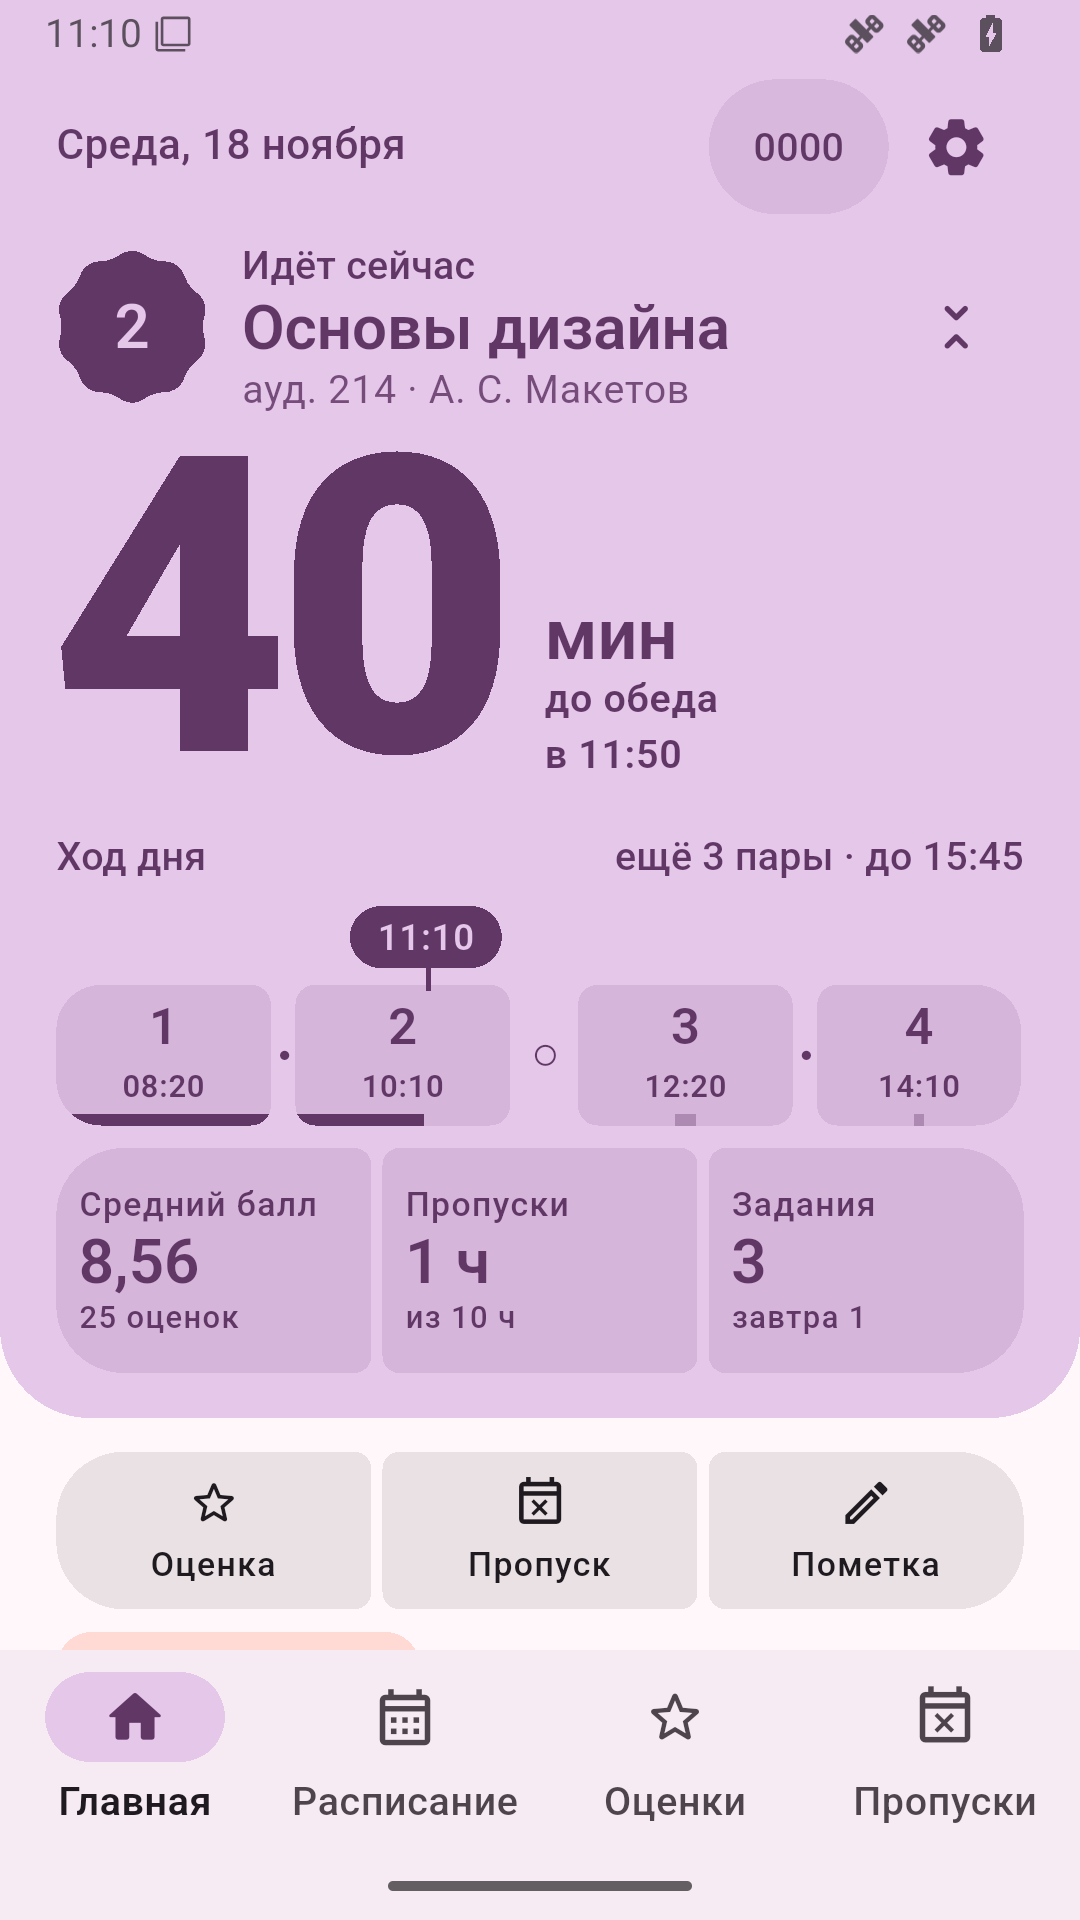 11:10
Среда, 18 ноября
0000
2
Идёт сейчас
Основы дизайна
ауд. 214 · А. С. Макетов
40
мин
до обеда
в 11:50
Ход дня
ещё 3 пары · до 15:45
11:10
1
08:20
2
10:10
3
12:20
4
14:10
Средний балл
8,56
25 оценок
Пропуски
1 ч
из 10 ч
Задания
3
завтра 1
Оценка
Пропуск
Пометка
Главная
Расписание
Оценки
Пропуски